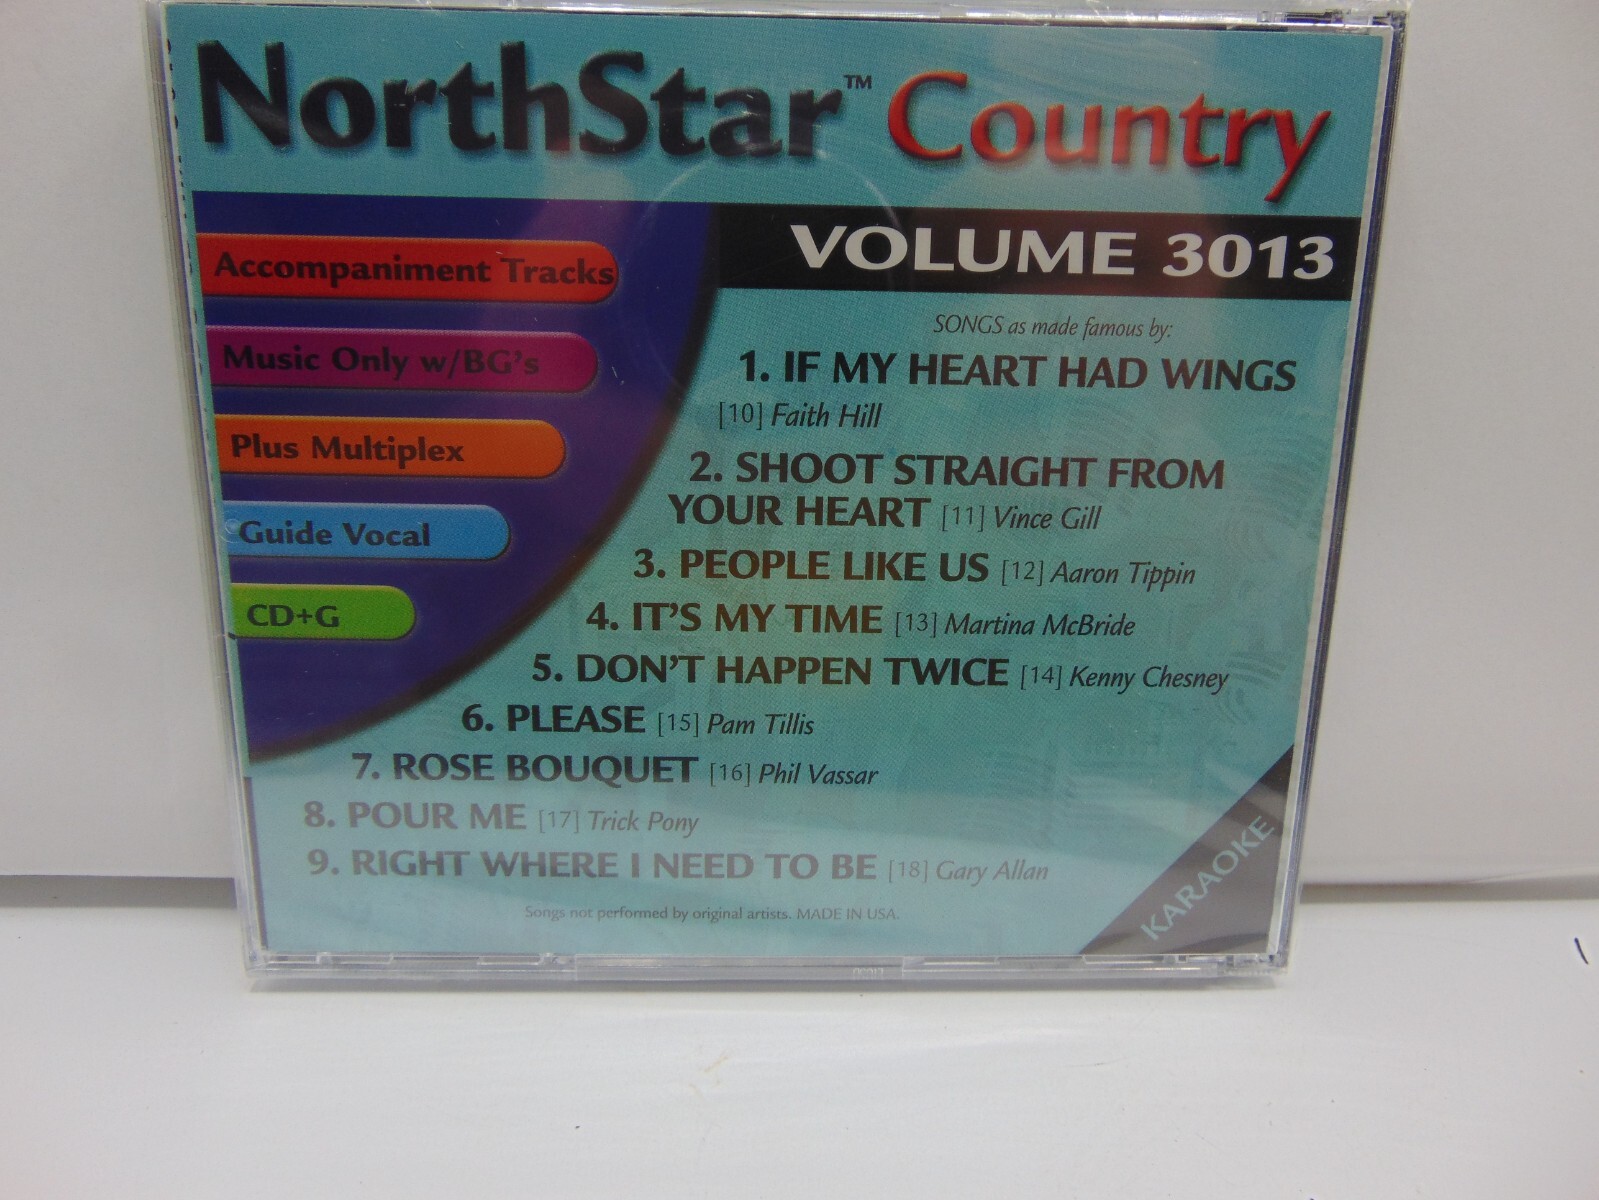 NorthStar™ Country
VOLUME 3013
Accompaniment Tracks
Music Only w/BG's
Plus Multiplex
Guide Vocal
CD+G
SONGS as made famous by:
1. IF MY HEART HAD WINGS
[10] Faith Hill
2. SHOOT STRAIGHT FROM
YOUR HEART [11] Vince Gill
3. PEOPLE LIKE US [12] Aaron Tippin
4. IT'S MY TIME [13] Martina McBride
5. DON'T HAPPEN TWICE [14] Kenny Chesney
6. PLEASE [15] Pam Tillis
7. ROSE BOUQUET [16] Phil Vassar
8. POUR ME [17] Trick Pony
9. RIGHT WHERE I NEED TO BE [18] Gary Allan
Songs not performed by original artists. MADE IN USA.
KARAOKE